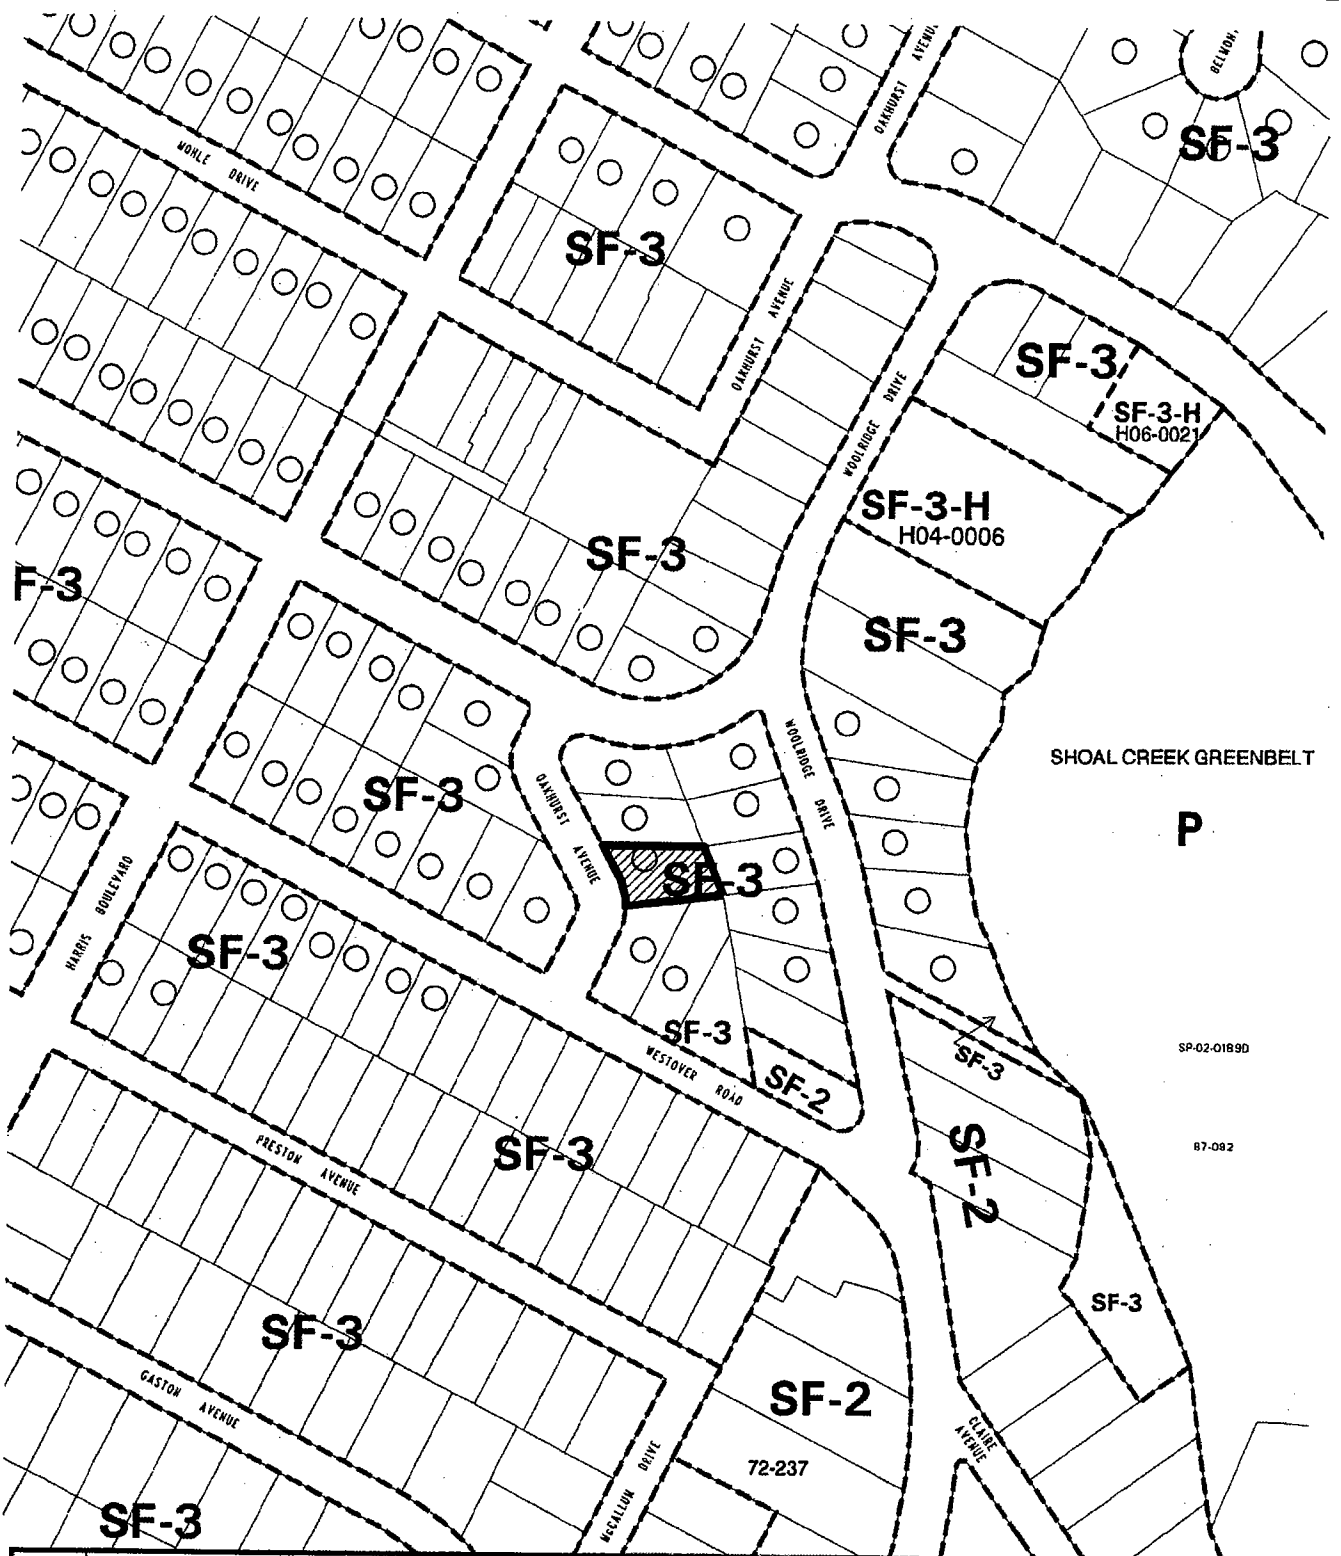 BELMON
OAKHURST AVENU
SF-3
MOHLE DRIVE
SF-3
OAKHURST AVENUE
WOOLRIDGE DRIVE
SF-3
SF-3-H
H06-0021
SF-3-H
H04-0006
SF-3
F-3
SF-3
WOOLRIDGE DRIVE
SHOAL CREEK GREENBELT
P
OAKHURST AVENUE
SF-3
SF-3
HARRIS BOULEVARD
SF-3
SF-3
WESTOVER ROAD
SF-2
SF-3
SP-02-0189D
87-082
SF-2
PRESTON AVENUE
SF-3
SF-3
SF-3
GASTON AVENUE
SF-2
72-237
CLAIRE AVENUE
McCALLUM DRIVE
SF-3